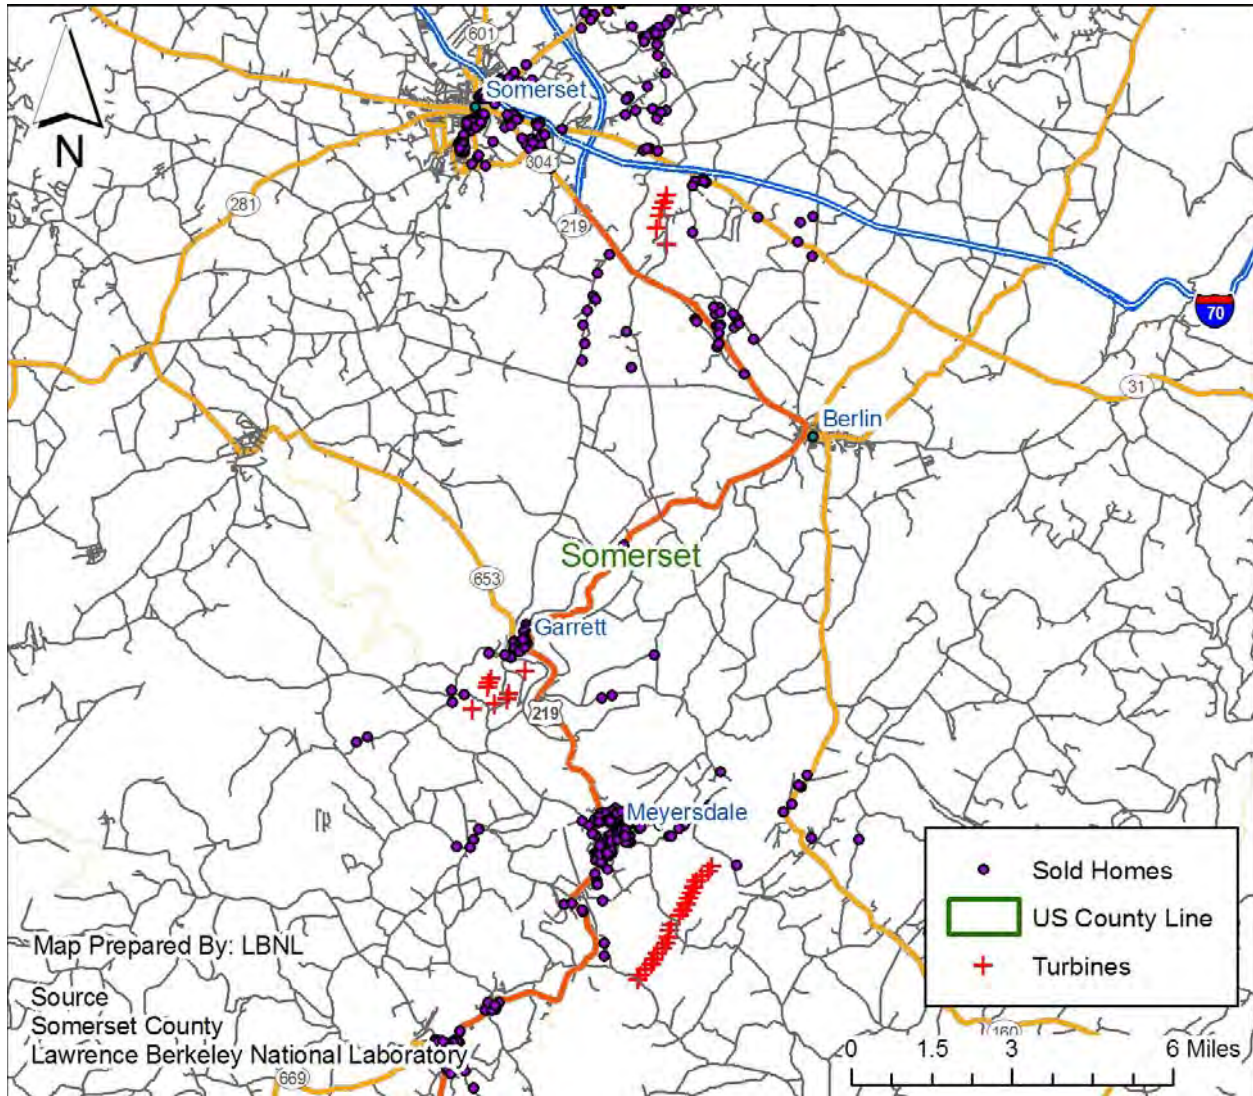 601
Somerset
N
3041
281
219
70
31
Berlin
Somerset
653
Garrett
219
Meyersdale
Sold Homes
US County Line
Turbines
Map Prepared By: LBNL
Source
Somerset County
Lawrence Berkeley National Laboratory
160
0 1.5 3 6 Miles
669